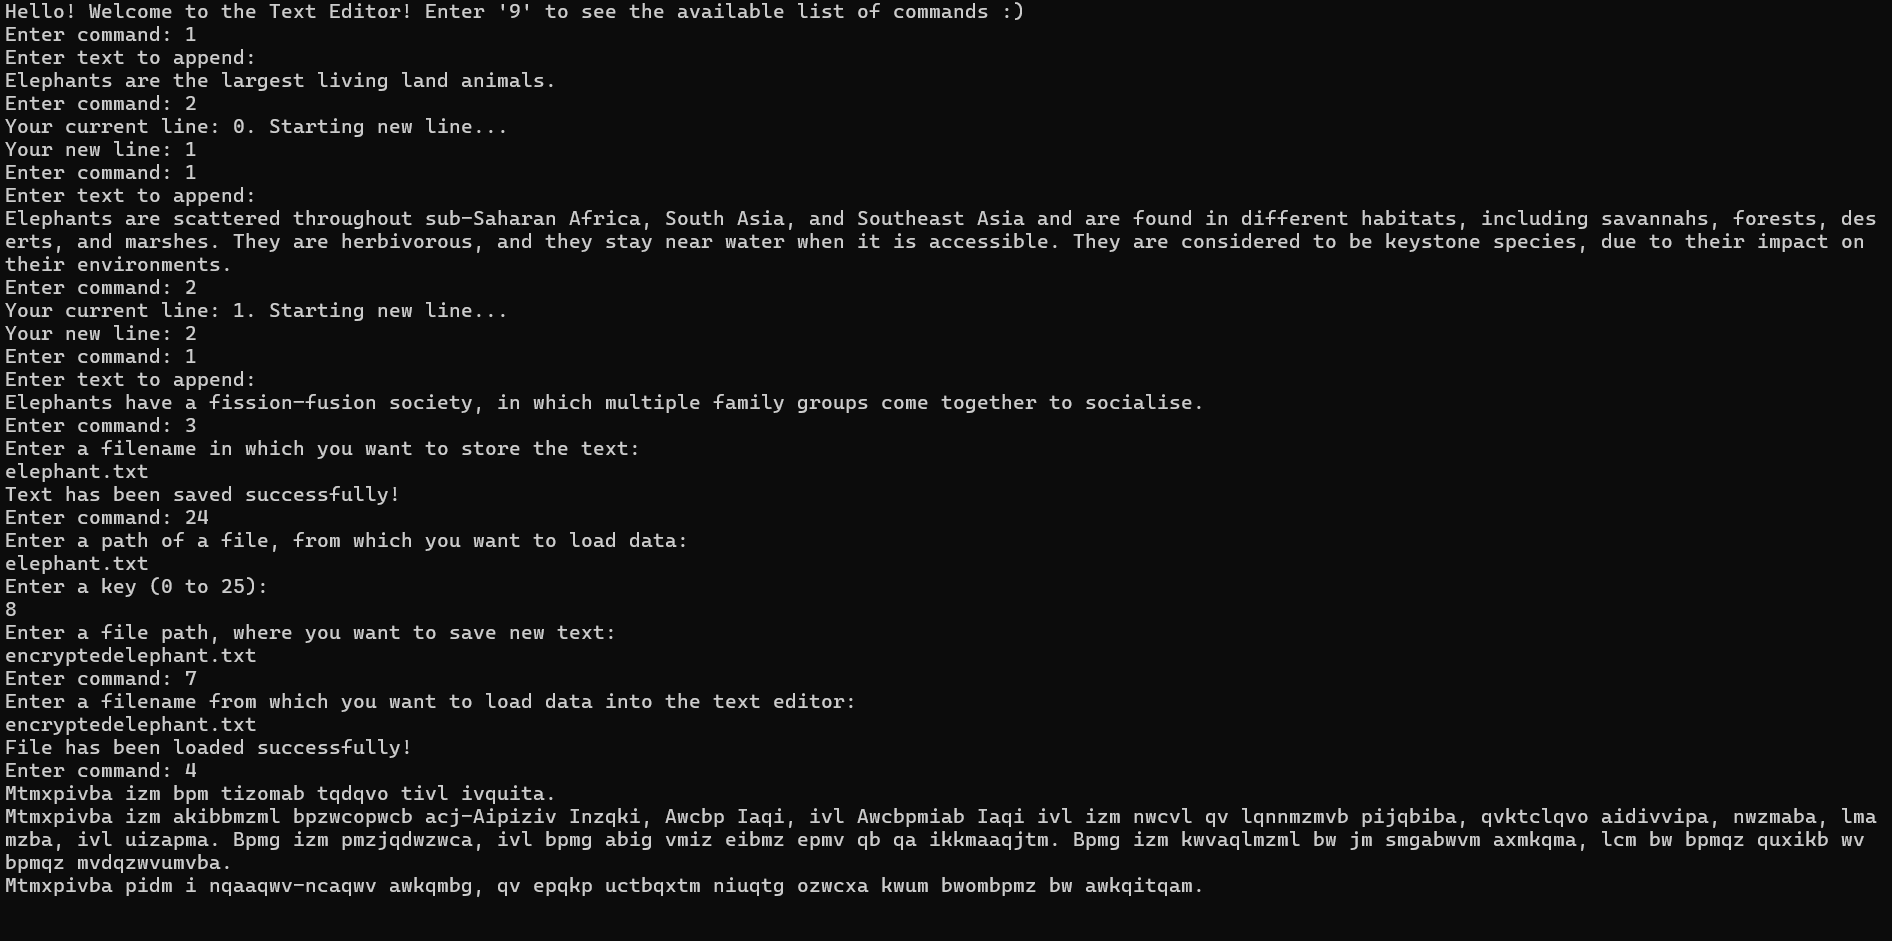 Hello! Welcome to the Text Editor! Enter '9' to see the available list of commands :)
Enter command: 1
Enter text to append:
Elephants are the largest living land animals.
Enter command: 2
Your current line: 0. Starting new line...
Your new line: 1
Enter command: 1
Enter text to append:
Elephants are scattered throughout sub-Saharan Africa, South Asia, and Southeast Asia and are found in different habitats, including savannahs, forests, des
erts, and marshes. They are herbivorous, and they stay near water when it is accessible. They are considered to be keystone species, due to their impact on
their environments.
Enter command: 2
Your current line: 1. Starting new line...
Your new line: 2
Enter command: 1
Enter text to append:
Elephants have a fission-fusion society, in which multiple family groups come together to socialise.
Enter command: 3
Enter a filename in which you want to store the text:
elephant.txt
Text has been saved successfully!
Enter command: 24
Enter a path of a file, from which you want to load data:
elephant.txt
Enter a key (0 to 25):
8
Enter a file path, where you want to save new text:
encryptedelephant.txt
Enter command: 7
Enter a filename from which you want to load data into the text editor:
encryptedelephant.txt
File has been loaded successfully!
Enter command: 4
Mtmxpivba izm bpm tizomab tqdqvo tivl ivquita.
Mtmxpivba izm akibbmzml bpzwcopwcb acj-Aipiziv Inzqki, Awcbp Iaqi, ivl Awcbpmiab Iaqi ivl izm nwcvl qv lqnnmzmvb pijqbiba, qvktclqvo aidivvipa, nwzmaba, lma
mzba, ivl uizapma. Bpmg izm pmzjqdwzwca, ivl bpmg abig vmiz eibmz epmv qb qa ikkmaaqjtm. Bpmg izm kwvaqlmzml bw jm smgabwvm axmkqma, lcm bw bpmqz quxikb wv
bpmqz mvdqzwvumvba.
Mtmxpivba pidm i nqaaqwv-ncaqwv awkqmbg, qv epqkp uctbqxtm niuqtg ozwcxa kwum bwombpmz bw awkqitqam.